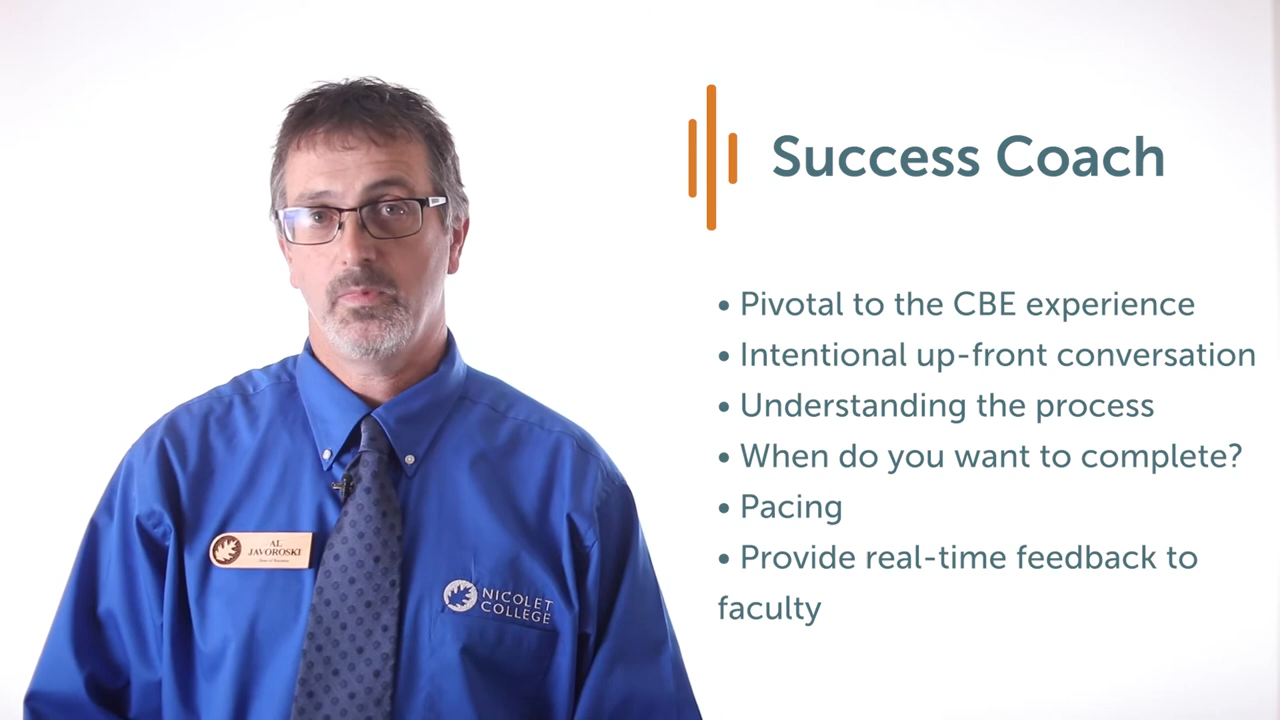 Success Coach
• Pivotal to the CBE experience
• Intentional up-front conversation
• Understanding the process
• When do you want to complete?
• Pacing
• Provide real-time feedback to
faculty
AL
JAVOROSKI
NICOLET
COLLEGE